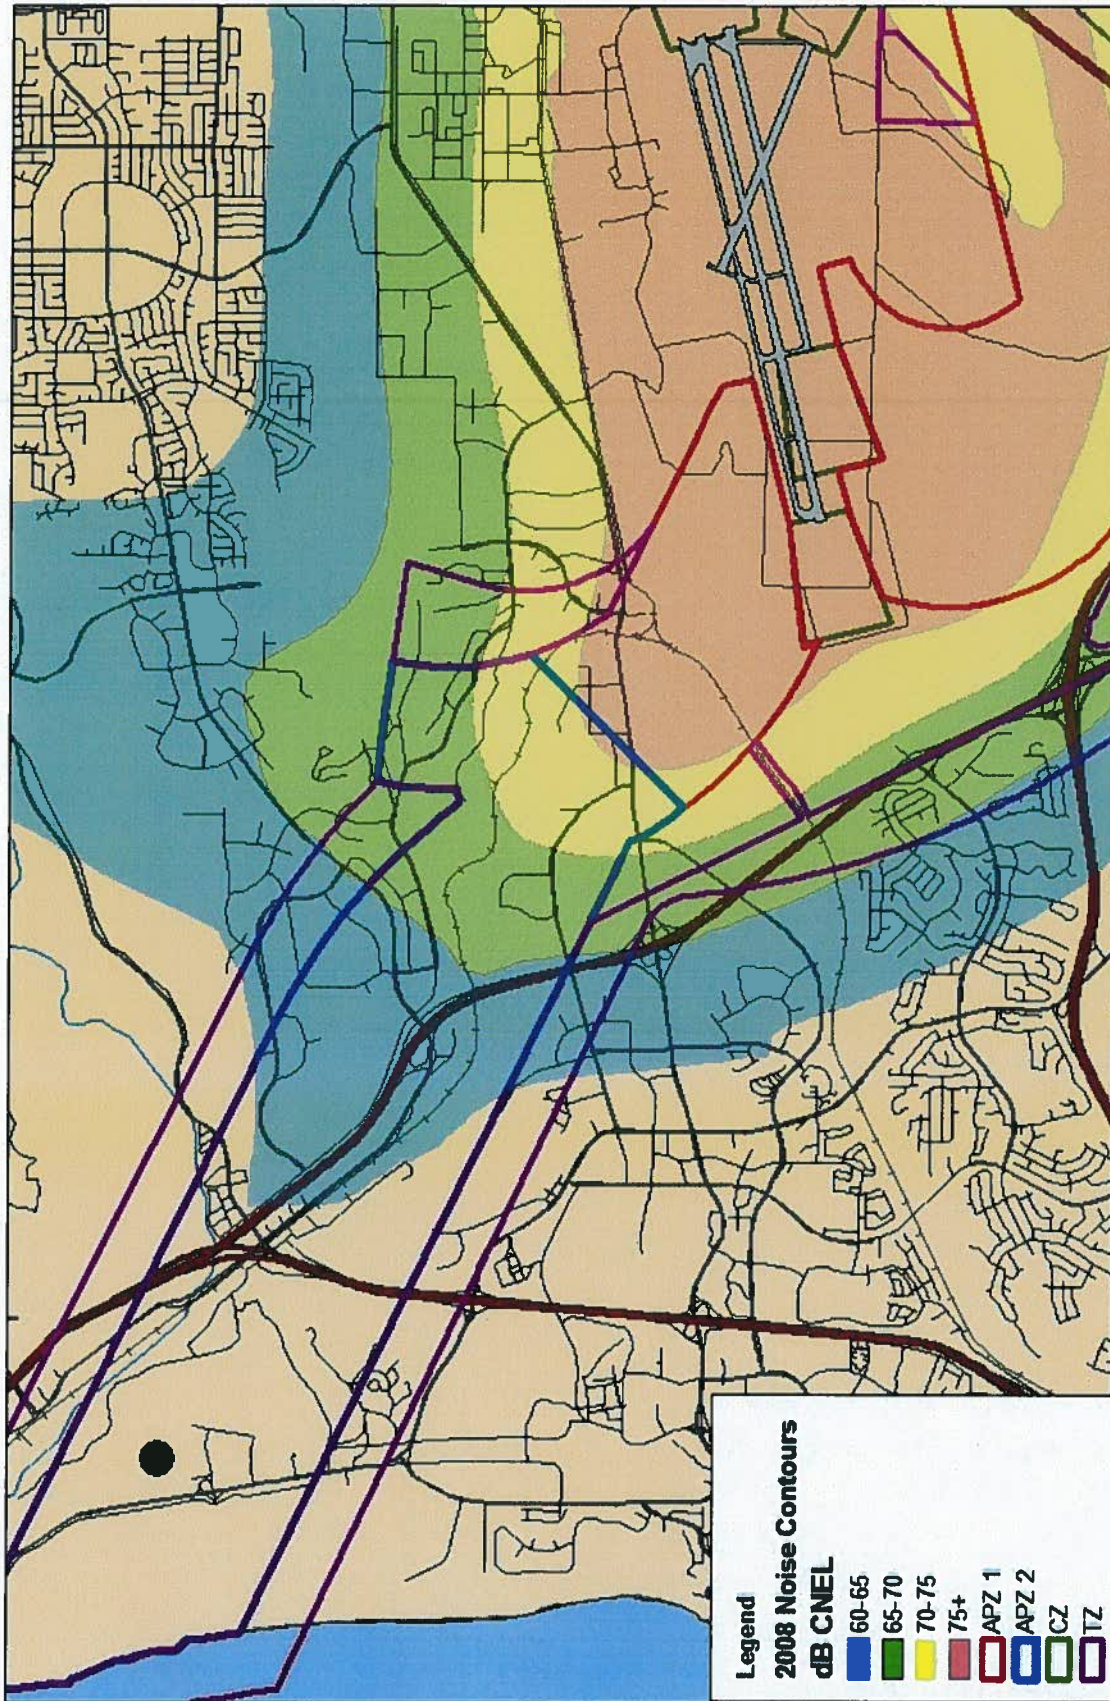 Legend
2008 Noise Contours
dB CNEL
60-65
65-70
70-75
75+
APZ 1
APZ 2
CZ
TZ